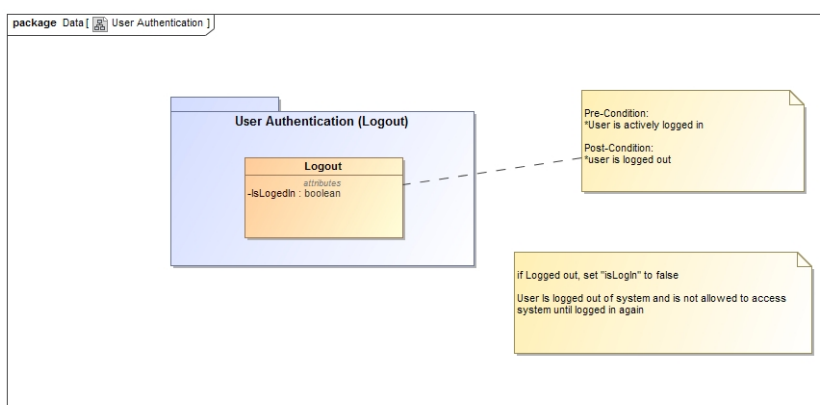 package Data [ User Authentication ]
User Authentication (Logout)
Logout
attributes
-IsLogedIn : boolean
Pre-Condition:
*User is actively logged in
Post-Condition:
*user is logged out
if Logged out, set "isLogIn" to false
User Is logged out of system and is not allowed to access
system until logged in again